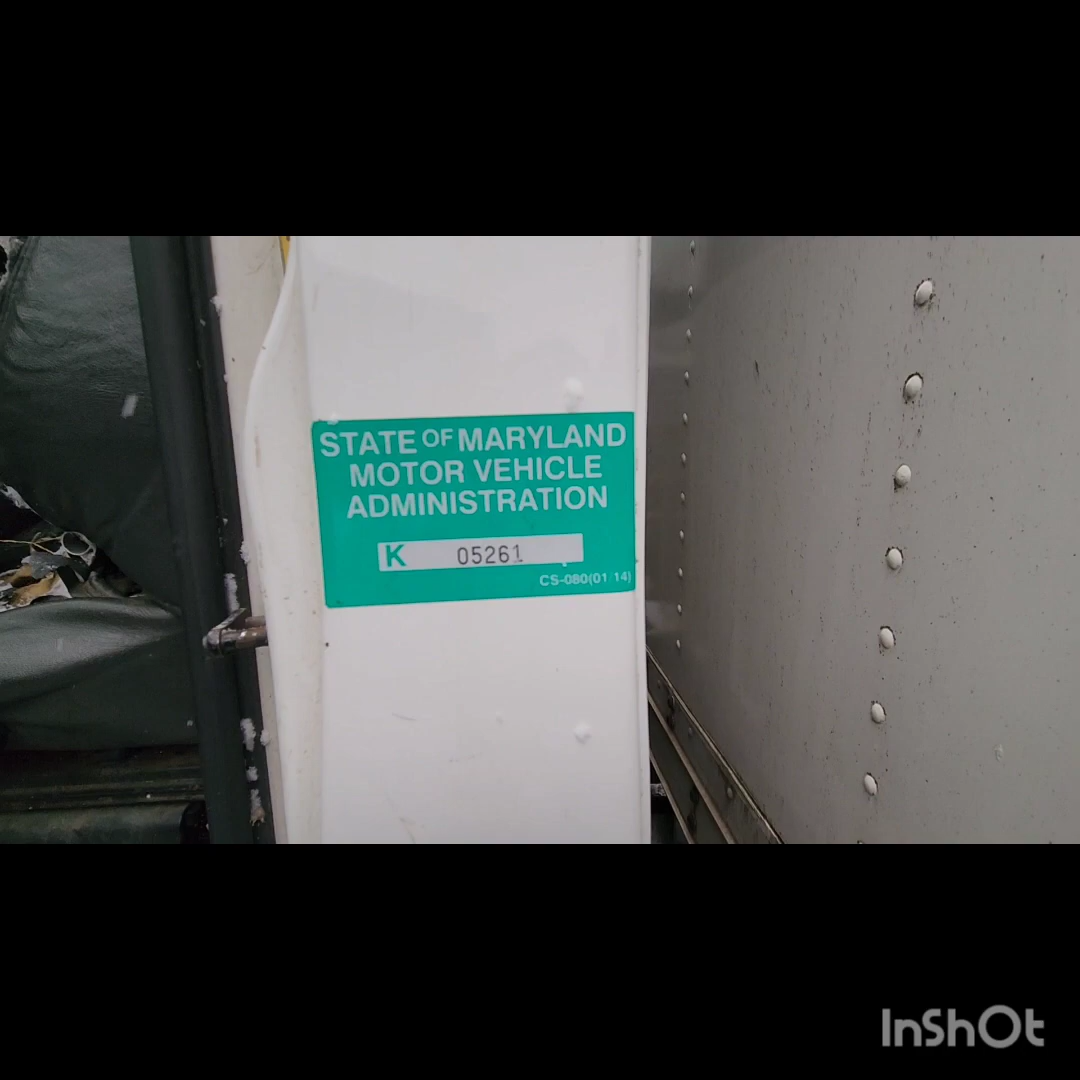 STATE OF MARYLAND
MOTOR VEHICLE
ADMINISTRATION
K 05261
CS-080(01 14)
InShOt